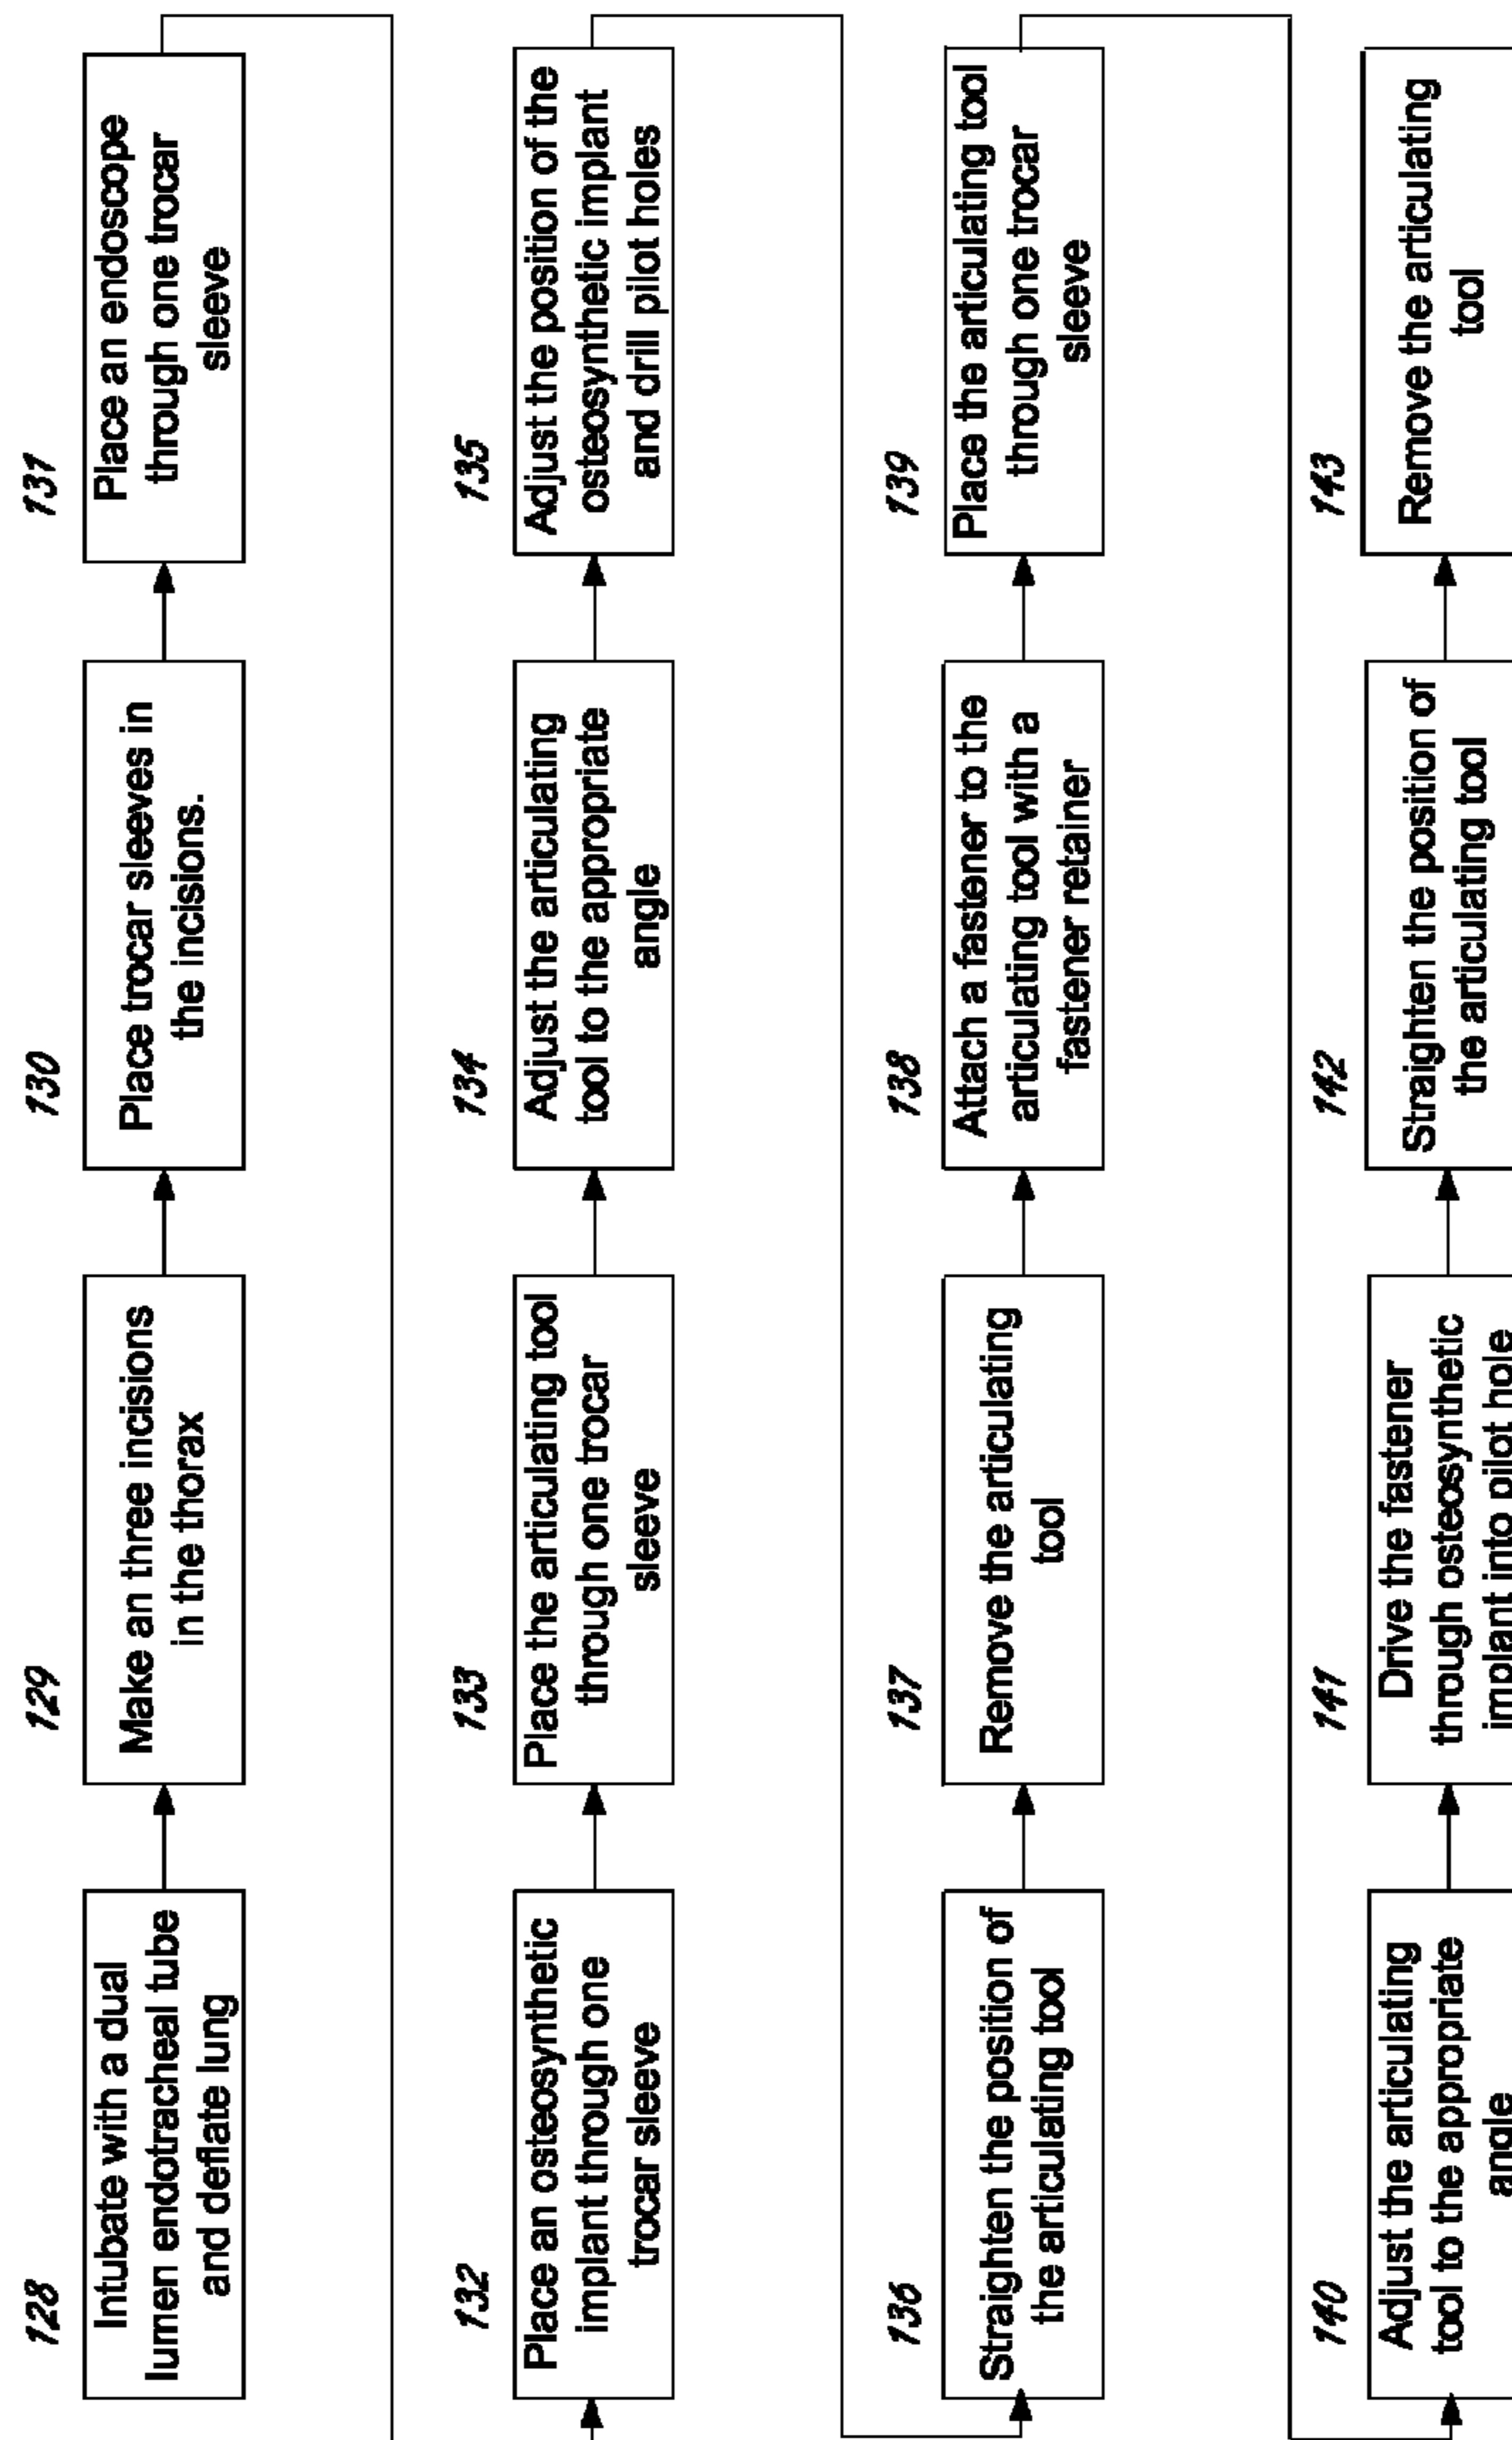 128
Intubate with a dual
lumen endotracheal tube
and deflate lung
129
Make an three incisions
in the thorax
130
Place trocar sleeves in
the incisions.
131
Place an endoscope
through one trocar
sleeve
132
Place an osteosynthetic
implant through one
trocar sleeve
133
Place the articulating tool
through one trocar
sleeve
134
Adjust the articulating
tool to the appropriate
angle
135
Adjust the position of the
osteosynthetic implant
and drill pilot holes
136
Straighten the position of
the articulating tool
137
Remove the articulating
tool
138
Attach a fastener to the
articulating tool with a
fastener retainer
139
Place the articulating tool
through one trocar
sleeve
140
Adjust the articulating
tool to the appropriate
angle
141
Drive the fastener
through osteosynthetic
implant into pilot hole
142
Straighten the position of
the articulating tool
143
Remove the articulating
tool